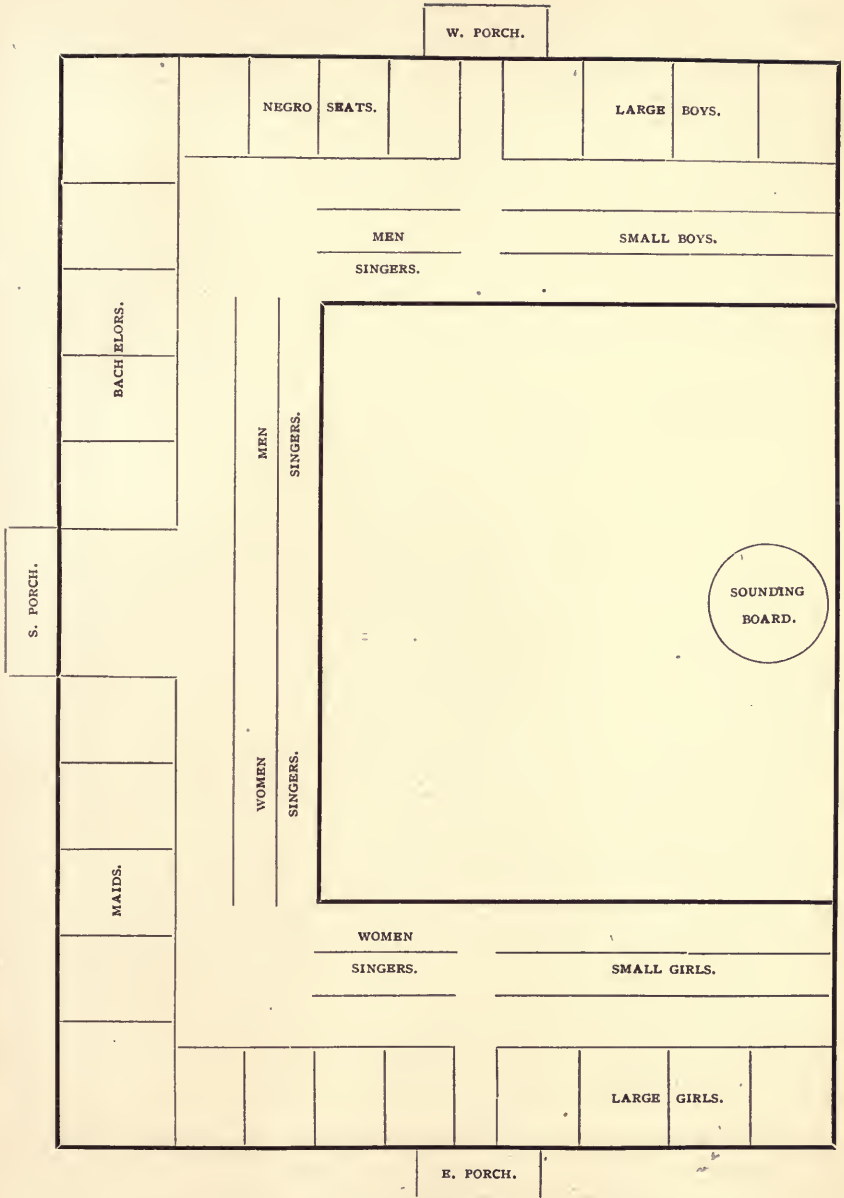 W. PORCH.
NEGRO SEATS.
LARGE BOYS.
MEN
SINGERS.
SMALL BOYS.
BACHELORS.
MEN
SINGERS.
S. PORCH.
SOUNDING
BOARD.
WOMEN
SINGERS.
MAIDS.
WOMEN
SINGERS.
SMALL GIRLS.
LARGE GIRLS.
E. PORCH.